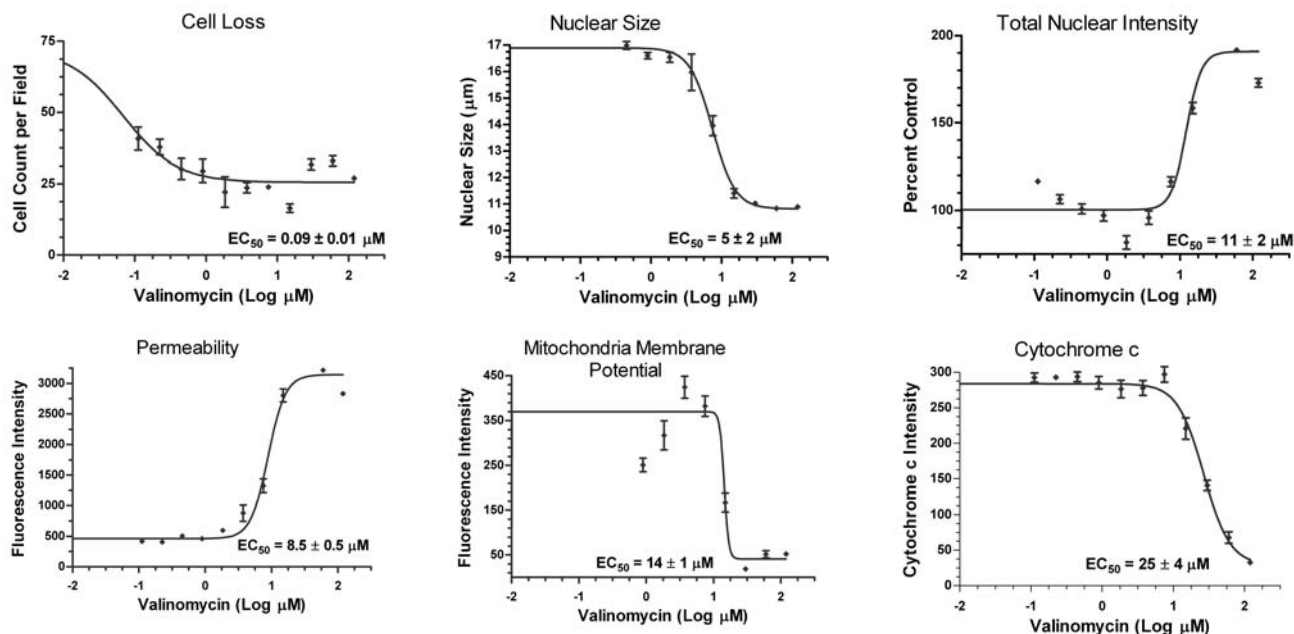 Cell Loss
75
50
25
0
Cell Count per Field
EC50 = 0.09 ± 0.01 μM
-2 -1 0 1 2
Valinomycin (Log μM)
Nuclear Size
17
16
15
14
13
12
11
10
9
Nuclear Size (μm)
EC50 = 5 ± 2 μM
-2 -1 0 1 2
Valinomycin (Log μM)
Total Nuclear Intensity
200
150
100
Percent Control
EC50 = 11 ± 2 μM
-2 -1 0 1 2
Valinomycin (Log μM)
Permeability
3000
2500
2000
1500
1000
500
0
Fluorescence Intensity
EC50 = 8.5 ± 0.5 μM
-2 -1 0 1 2
Valinomycin (Log μM)
Mitochondria Membrane
Potential
450
350
250
150
50
Fluorescence Intensity
EC50 = 14 ± 1 μM
-2 -1 0 1 2
Valinomycin (Log μM)
Cytochrome c
300
250
200
150
100
50
0
Cytochrome c Intensity
EC50 = 25 ± 4 μM
-2 -1 0 1 2
Valinomycin (Log μM)